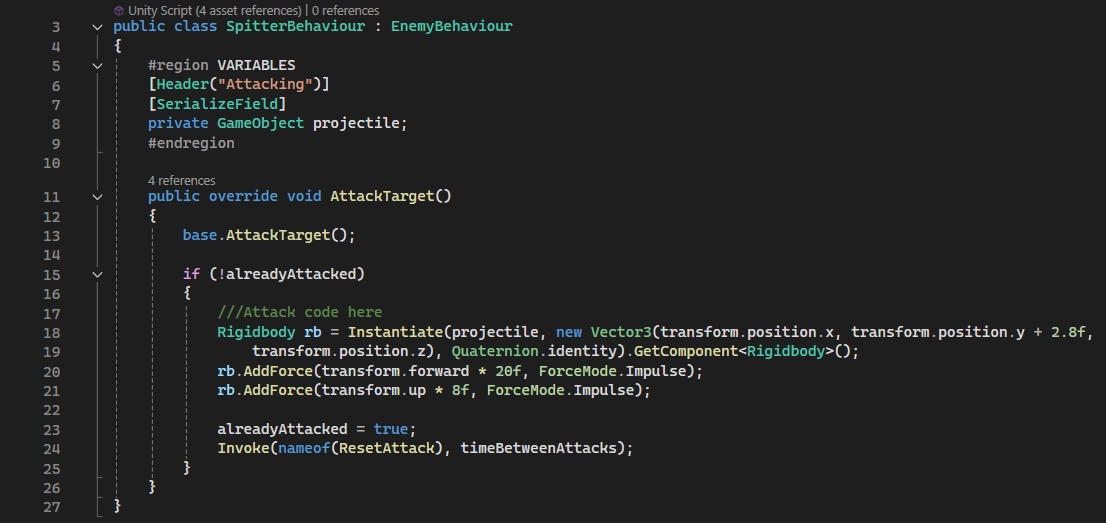 Unity Script (4 asset references) | 0 references
3 public class SpitterBehaviour : EnemyBehaviour
4 {
5 #region VARIABLES
6 [Header("Attacking")]
7 [SerializeField]
8 private GameObject projectile;
9 #endregion
10
4 references
11 public override void AttackTarget()
12 {
13 base.AttackTarget();
14
15 if (!alreadyAttacked)
16 {
17 ///Attack code here
18 Rigidbody rb = Instantiate(projectile, new Vector3(transform.position.x, transform.position.y + 2.8f,
19 transform.position.z), Quaternion.identity).GetComponent<Rigidbody>();
20 rb.AddForce(transform.forward * 20f, ForceMode.Impulse);
21 rb.AddForce(transform.up * 8f, ForceMode.Impulse);
22
23 alreadyAttacked = true;
24 Invoke(nameof(ResetAttack), timeBetweenAttacks);
25 }
26 }
27 }